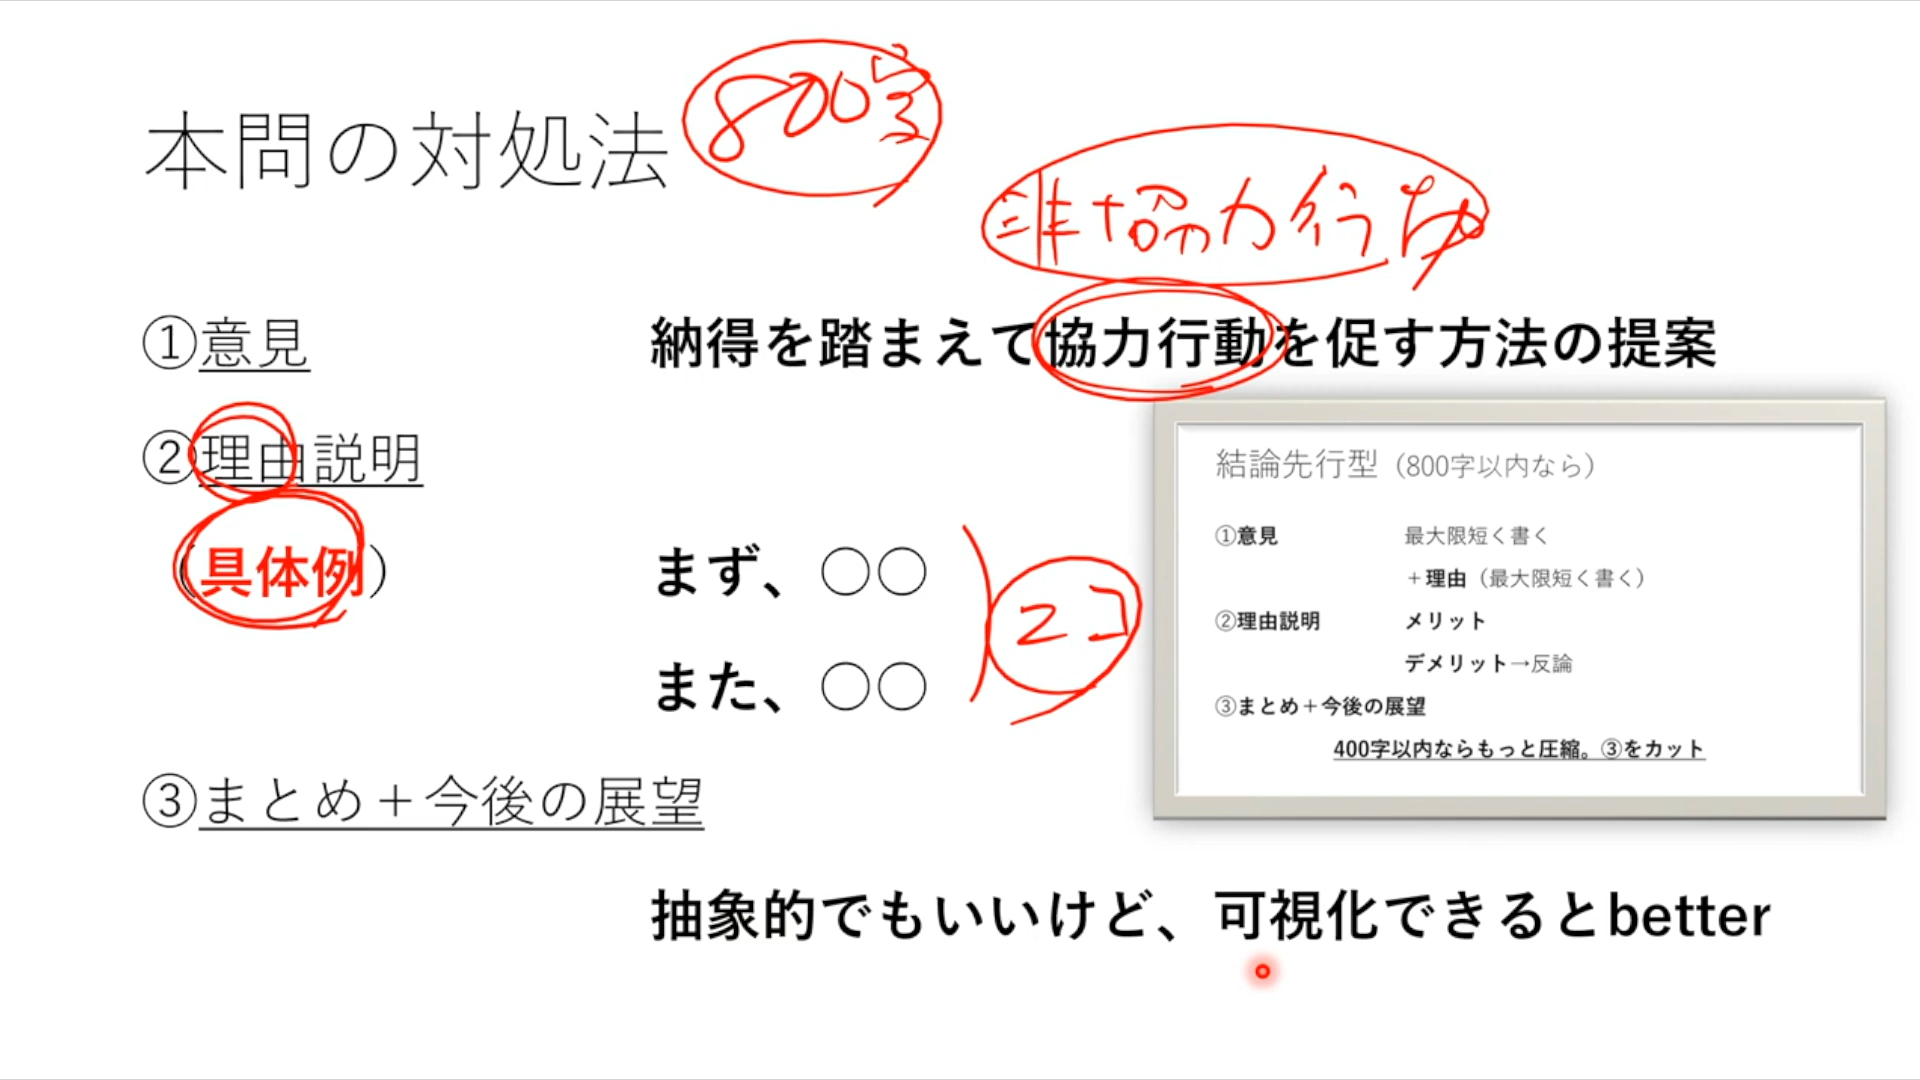 本問の対処法
800字
非協力行動
①意見
納得を踏まえて協力行動を促す方法の提案
②理由説明
（具体例）
まず、○○
また、○○
2コ
③まとめ＋今後の展望
抽象的でもいいけど、可視化できるとbetter
結論先行型（800字以内なら）
①意見 最大限短く書く
＋理由（最大限短く書く）
②理由説明 メリット
デメリット→反論
③まとめ＋今後の展望
400字以内ならもっと圧縮。③をカット